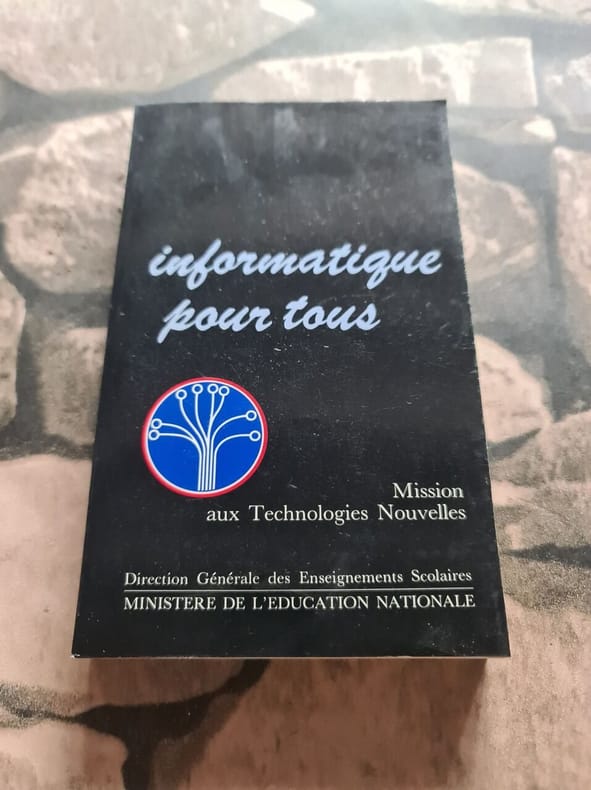 informatique
pour tous
Mission
aux Technologies Nouvelles
Direction Générale des Enseignements Scolaires
MINISTERE DE L'EDUCATION NATIONALE